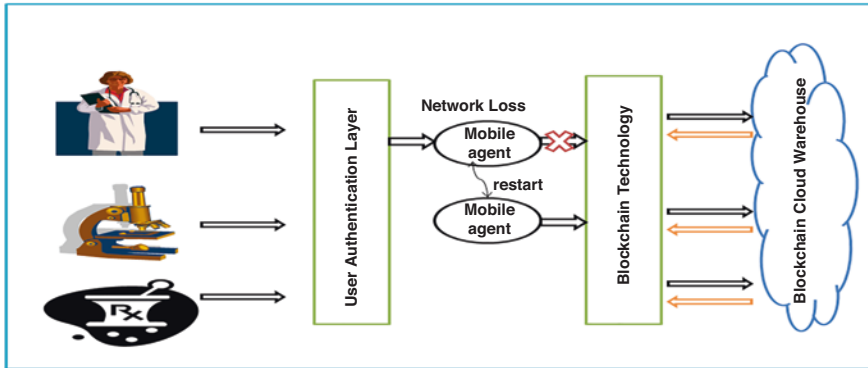 Network Loss
Mobile
agent
restart
Mobile
agent
User Authentication Layer
Blockchain Technology
Blockchain Cloud Warehouse
Rx